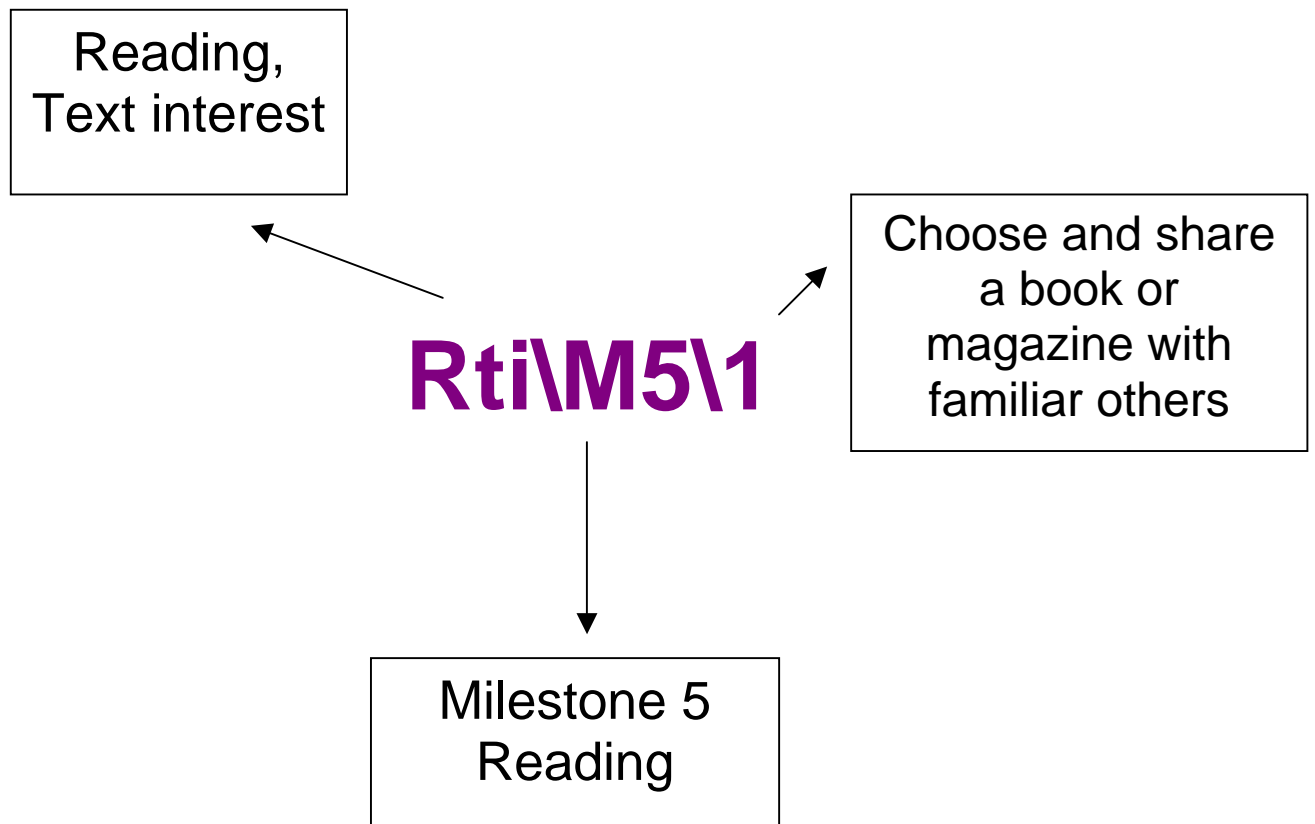 Reading,
Text interest
Choose and share
a book or
magazine with
familiar others
Rti\M5\1
Milestone 5
Reading